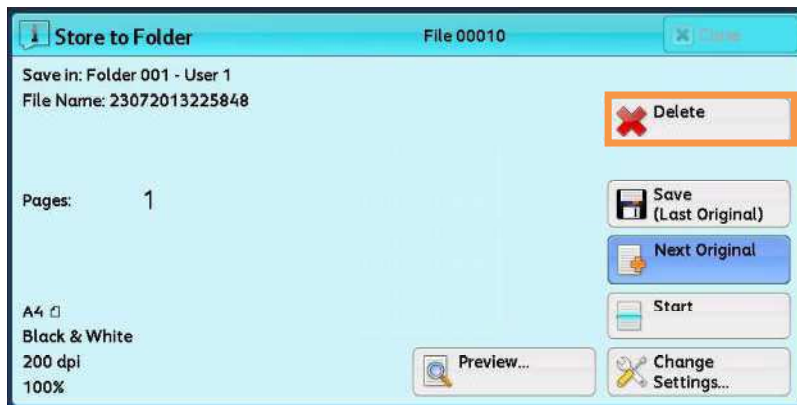 Store to Folder
File 00010
Close
Save in: Folder 001 - User 1
File Name: 23072013225848
Delete
Pages: 1
Save
(Last Original)
Next Original
Start
A4
Black & White
200 dpi
100%
Preview...
Change
Settings...